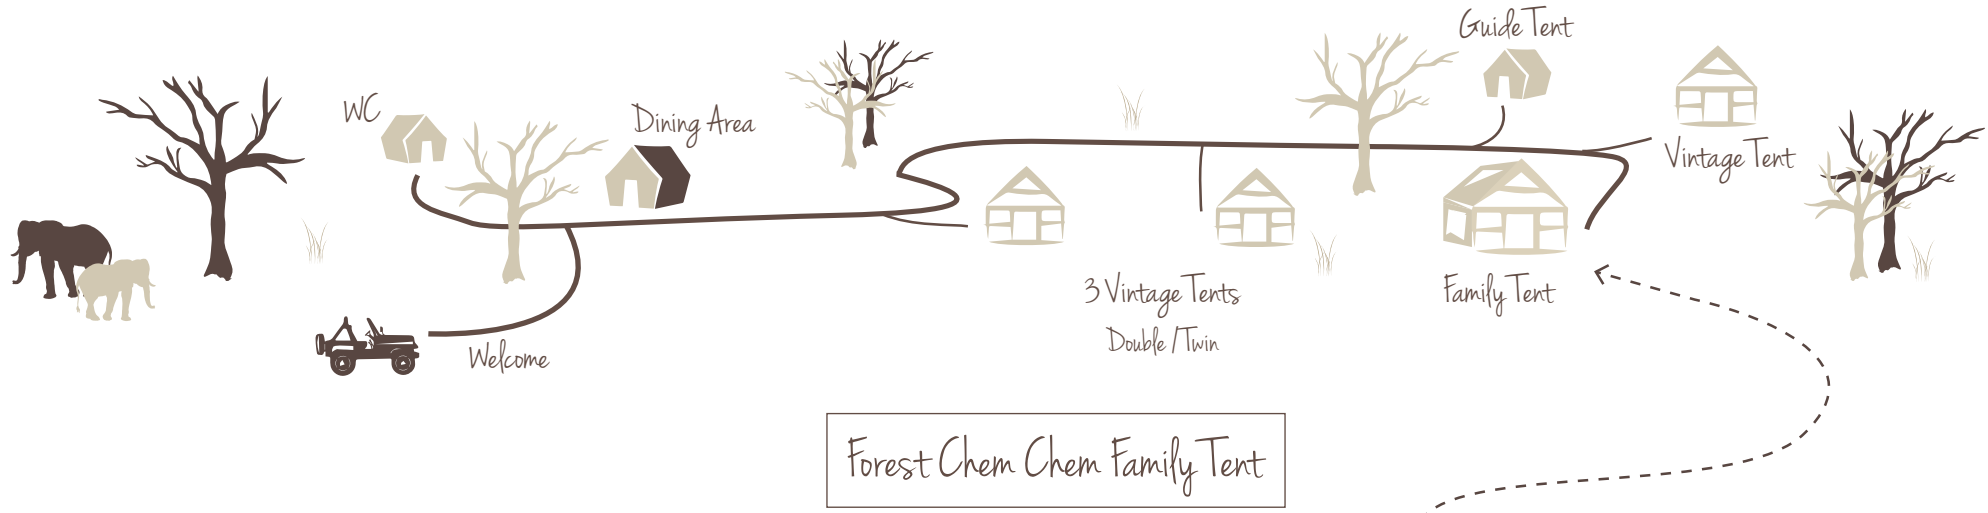 Guide Tent
WC
Dining Area
Vintage Tent
3 Vintage Tents
Double / Twin
Family Tent
Welcome
Forest Chem Chem Family Tent